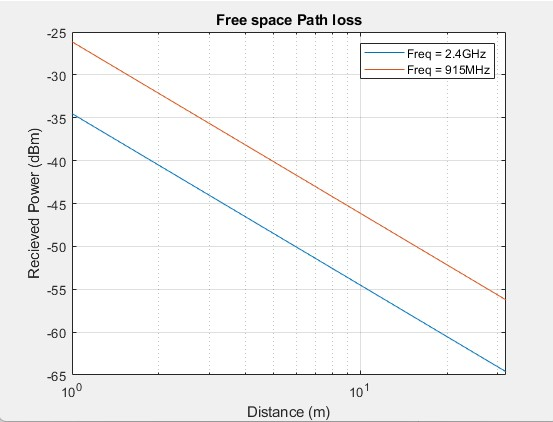 Free space Path loss
Freq = 2.4GHz
Freq = 915MHz
-25
-30
-35
-40
-45
-50
-55
-60
-65
Recieved Power (dBm)
10^0
10^1
Distance (m)